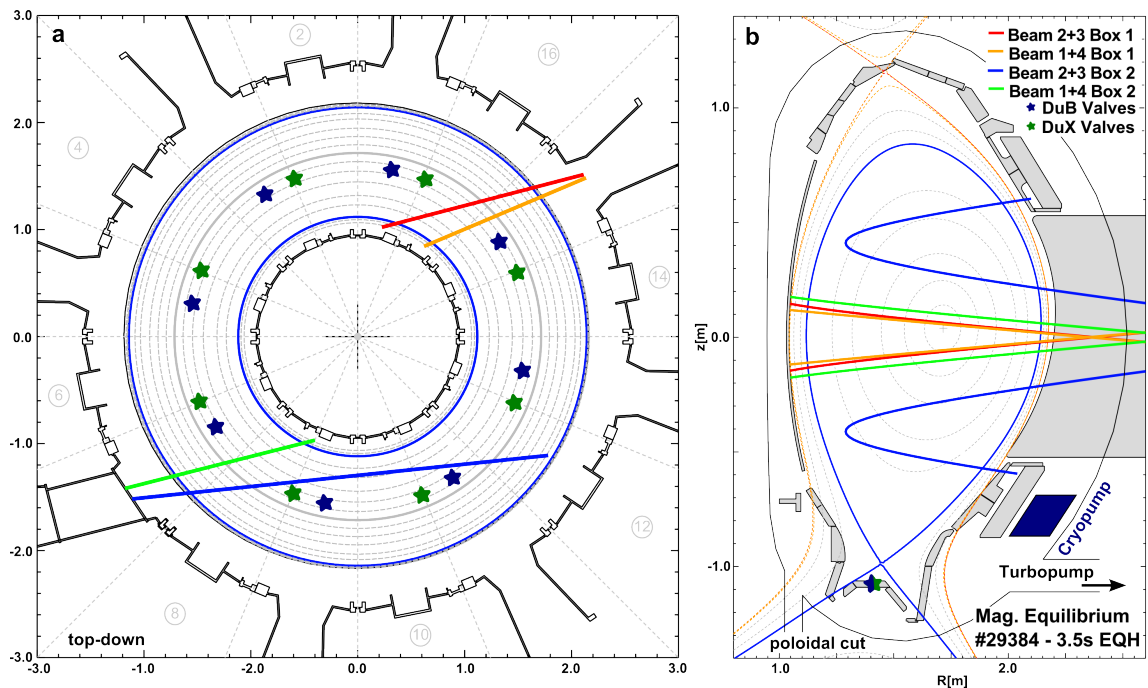 3.0
2.0
1.0
0.0
-1.0
-2.0
-3.0
a
2
16
4
14
6
12
8
10
top-down
-3.0 -1.0 -2.0 0.0 1.0 2.0 3.0
b
Beam 2+3 Box 1
Beam 1+4 Box 1
Beam 2+3 Box 2
Beam 1+4 Box 2
DuB Valves
DuX Valves
1.0
0.0
-1.0
z[m]
Cryopump
Turbopump
Mag. Equilibrium
#29384 - 3.5s EQH
poloidal cut
1.0 2.0
R[m]